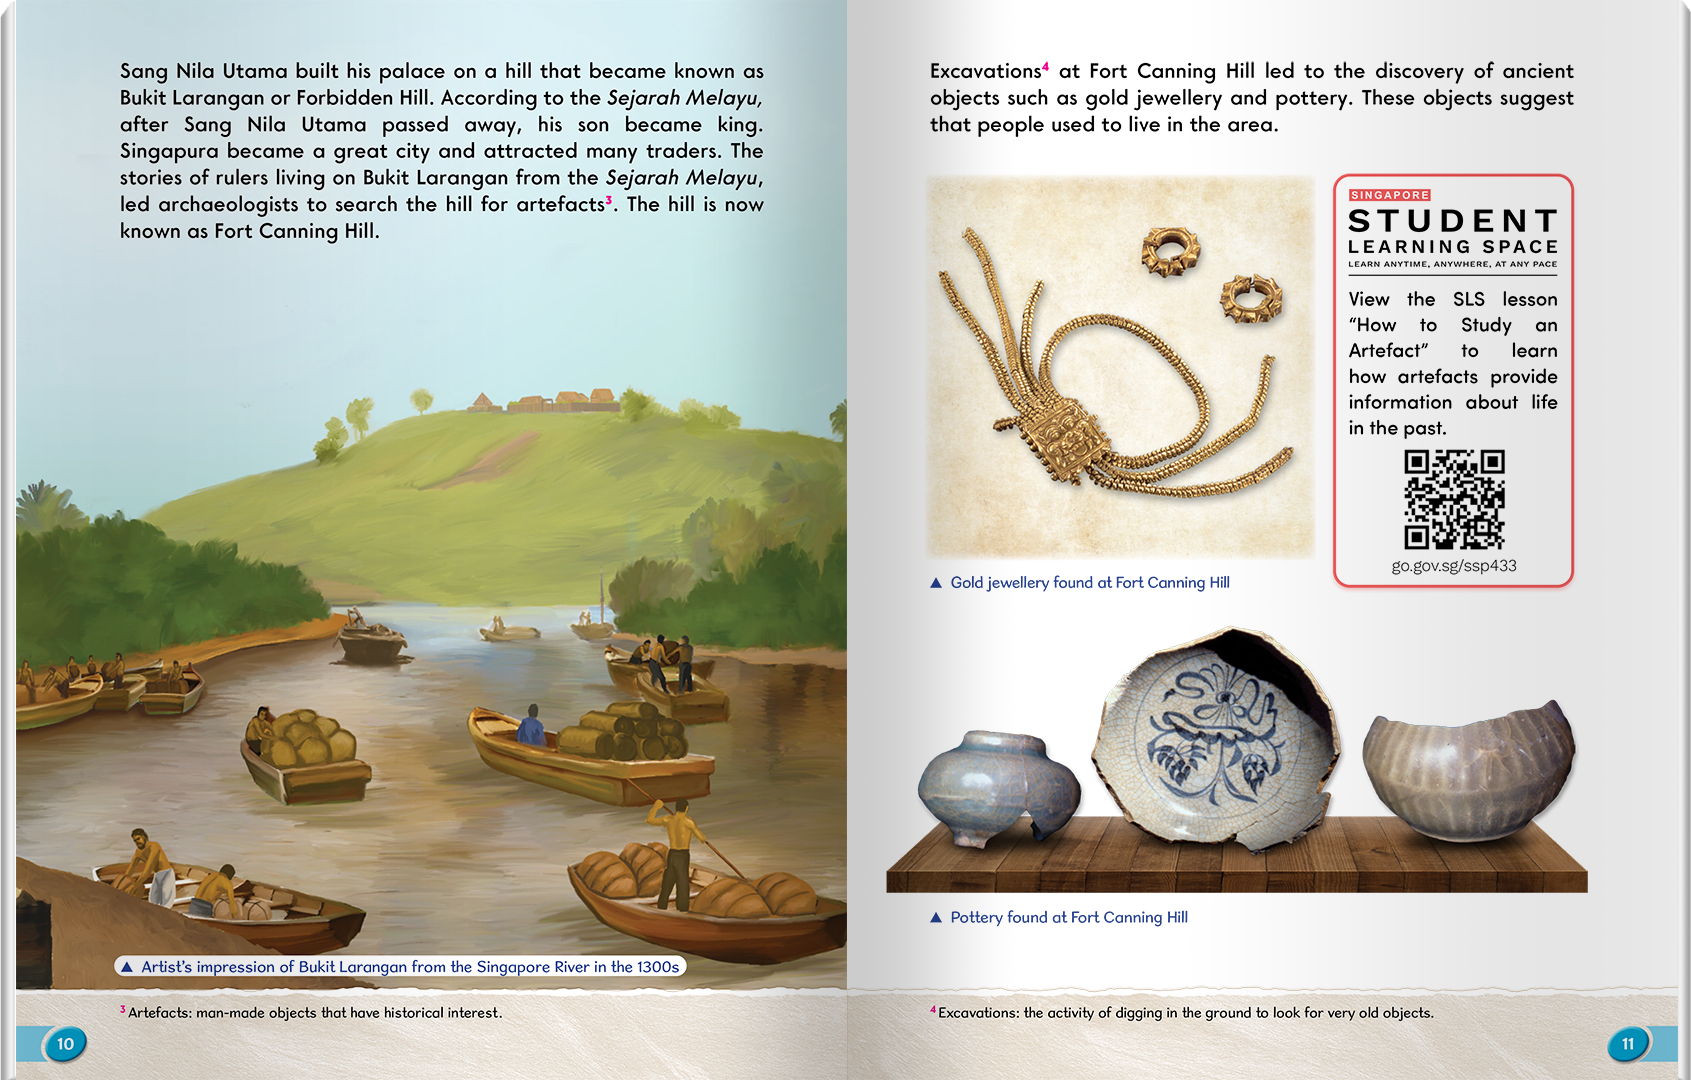 Sang Nila Utama built his palace on a hill that became known as
Bukit Larangan or Forbidden Hill. According to the Sejarah Melayu,
after Sang Nila Utama passed away, his son became king.
Singapura became a great city and attracted many traders. The
stories of rulers living on Bukit Larangan from the Sejarah Melayu,
led archaeologists to search the hill for artefacts³. The hill is now
known as Fort Canning Hill.
▲ Artist's impression of Bukit Larangan from the Singapore River in the 1300s
³ Artefacts: man-made objects that have historical interest.
10
Excavations⁴ at Fort Canning Hill led to the discovery of ancient
objects such as gold jewellery and pottery. These objects suggest
that people used to live in the area.
SINGAPORE
STUDENT
LEARNING SPACE
LEARN ANYTIME, ANYWHERE, AT ANY PACE
View the SLS lesson
“How to Study an
Artefact” to learn
how artefacts provide
information about life
in the past.
go.gov.sg/ssp433
▲ Gold jewellery found at Fort Canning Hill
▲ Pottery found at Fort Canning Hill
⁴ Excavations: the activity of digging in the ground to look for very old objects.
11